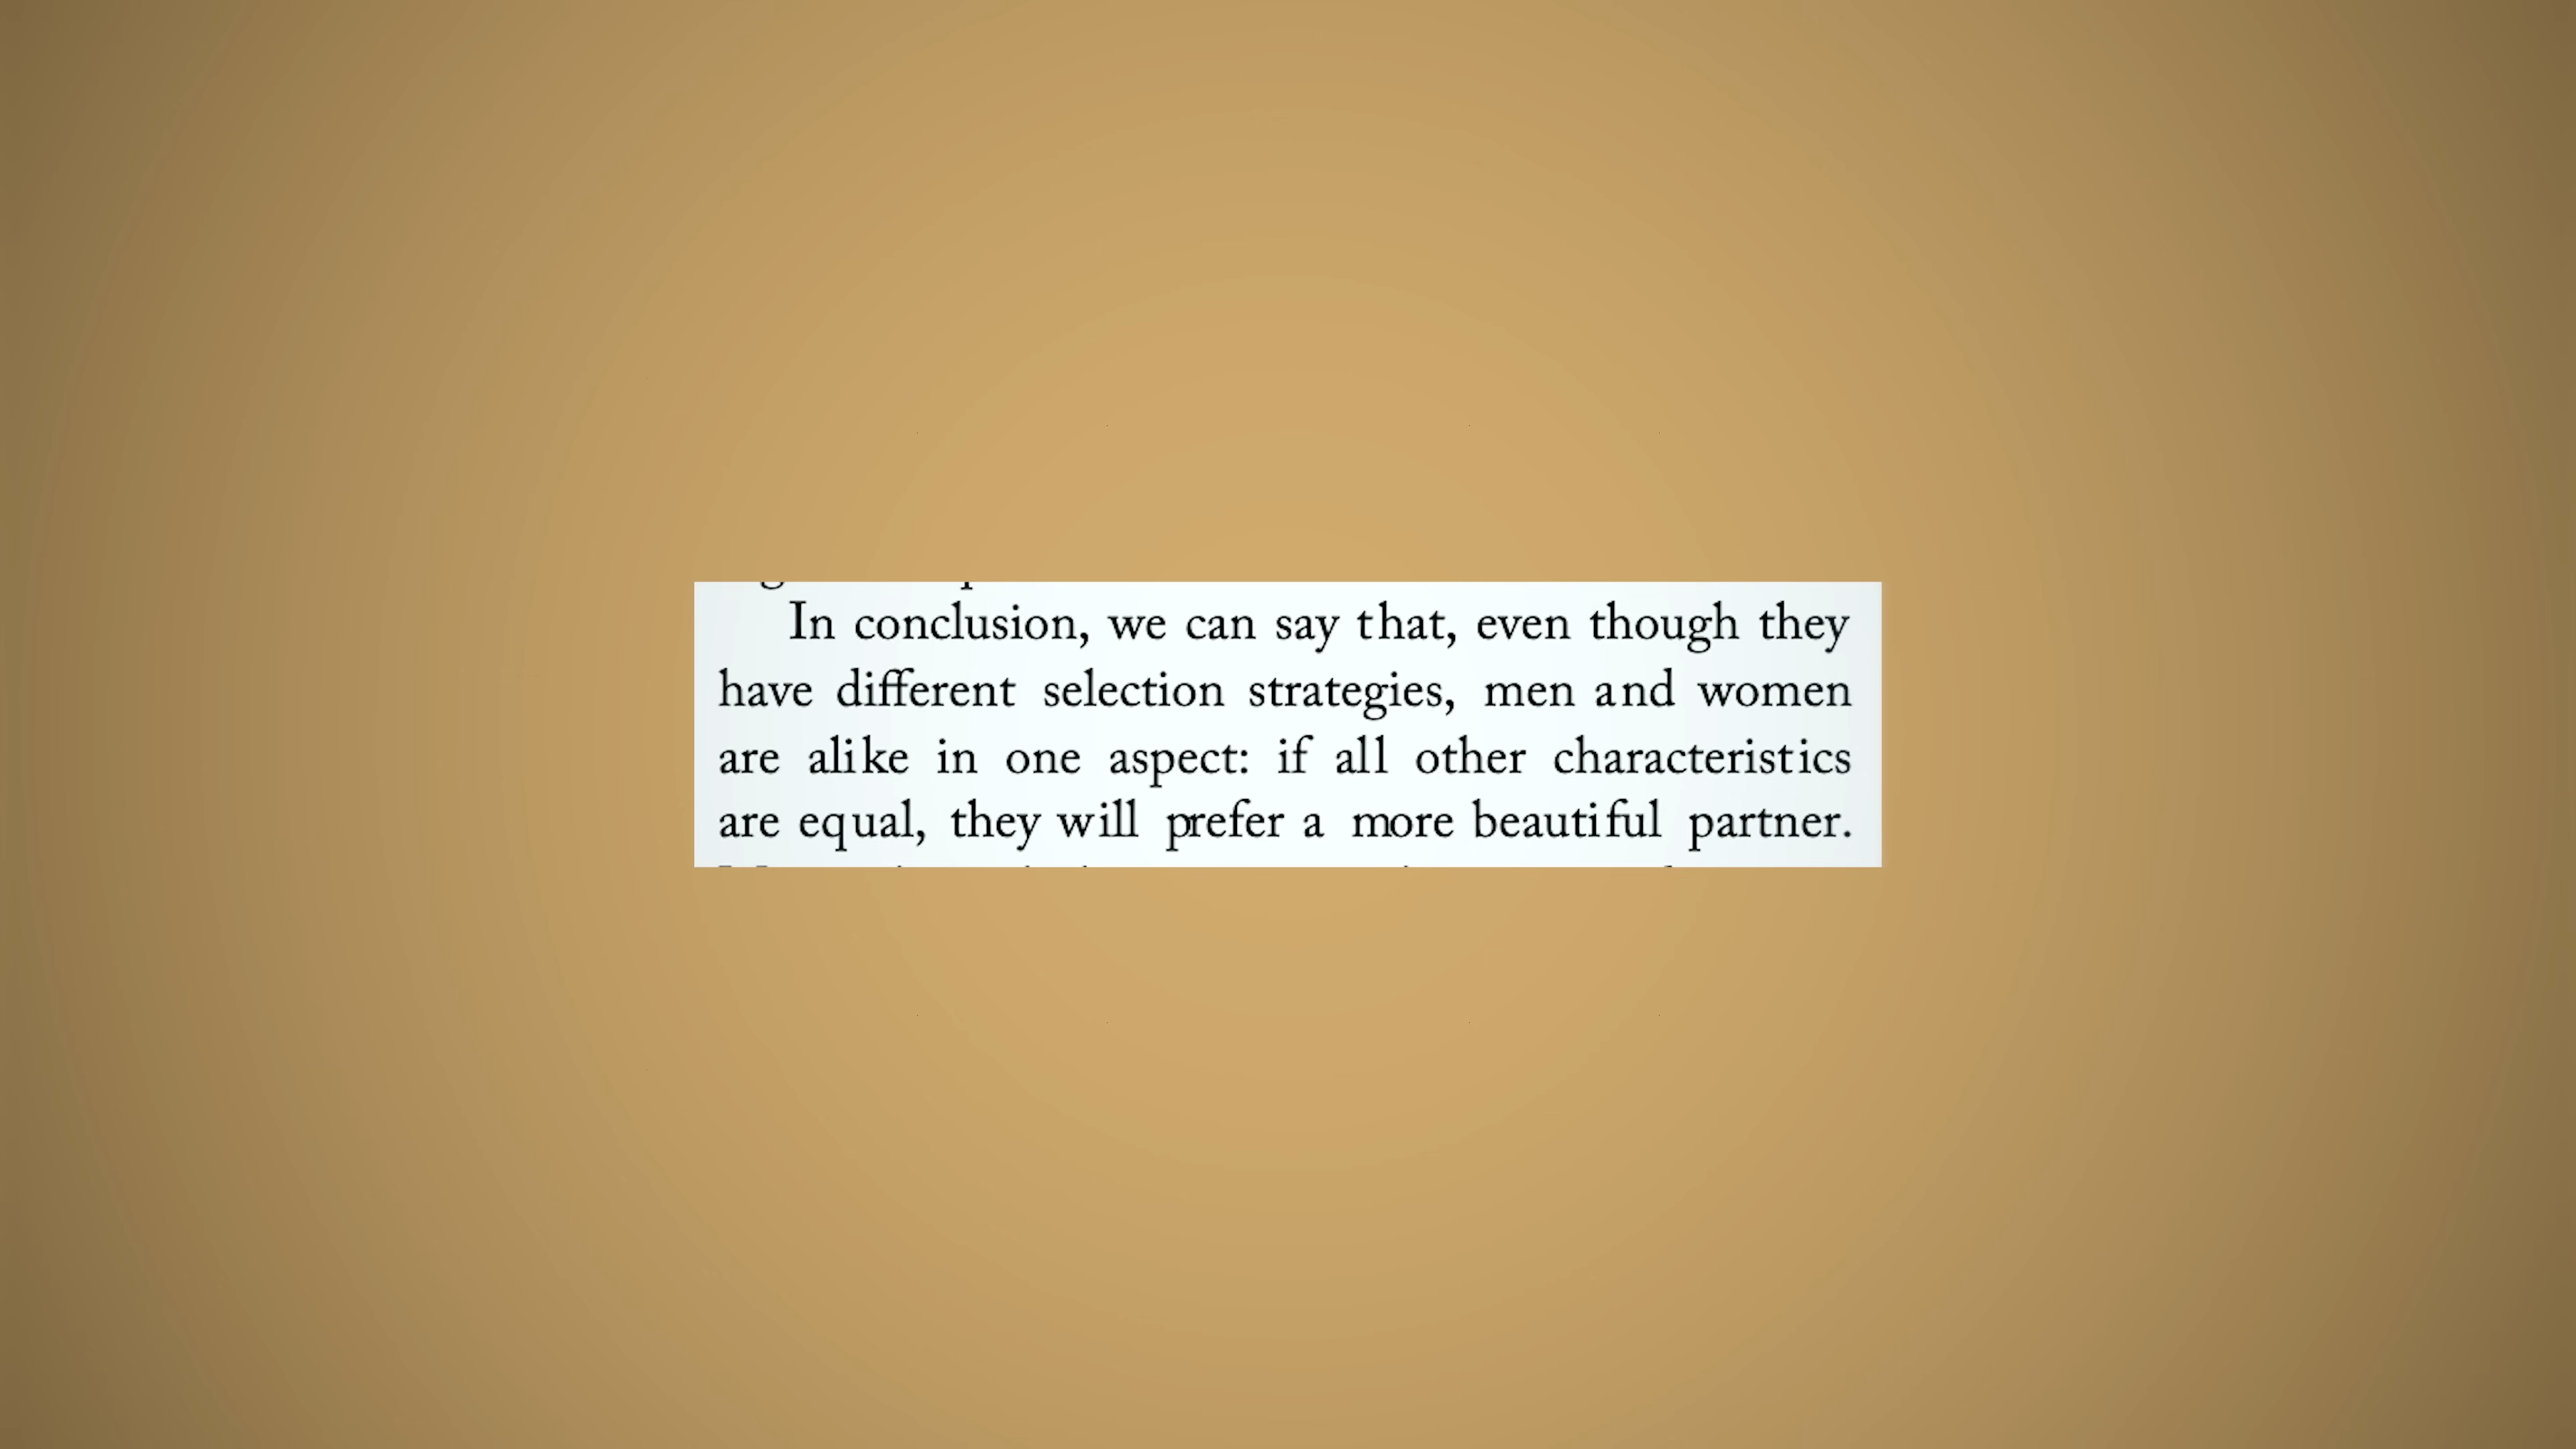 In conclusion, we can say that, even though they
have different selection strategies, men and women
are alike in one aspect: if all other characteristics
are equal, they will prefer a more beautiful partner.